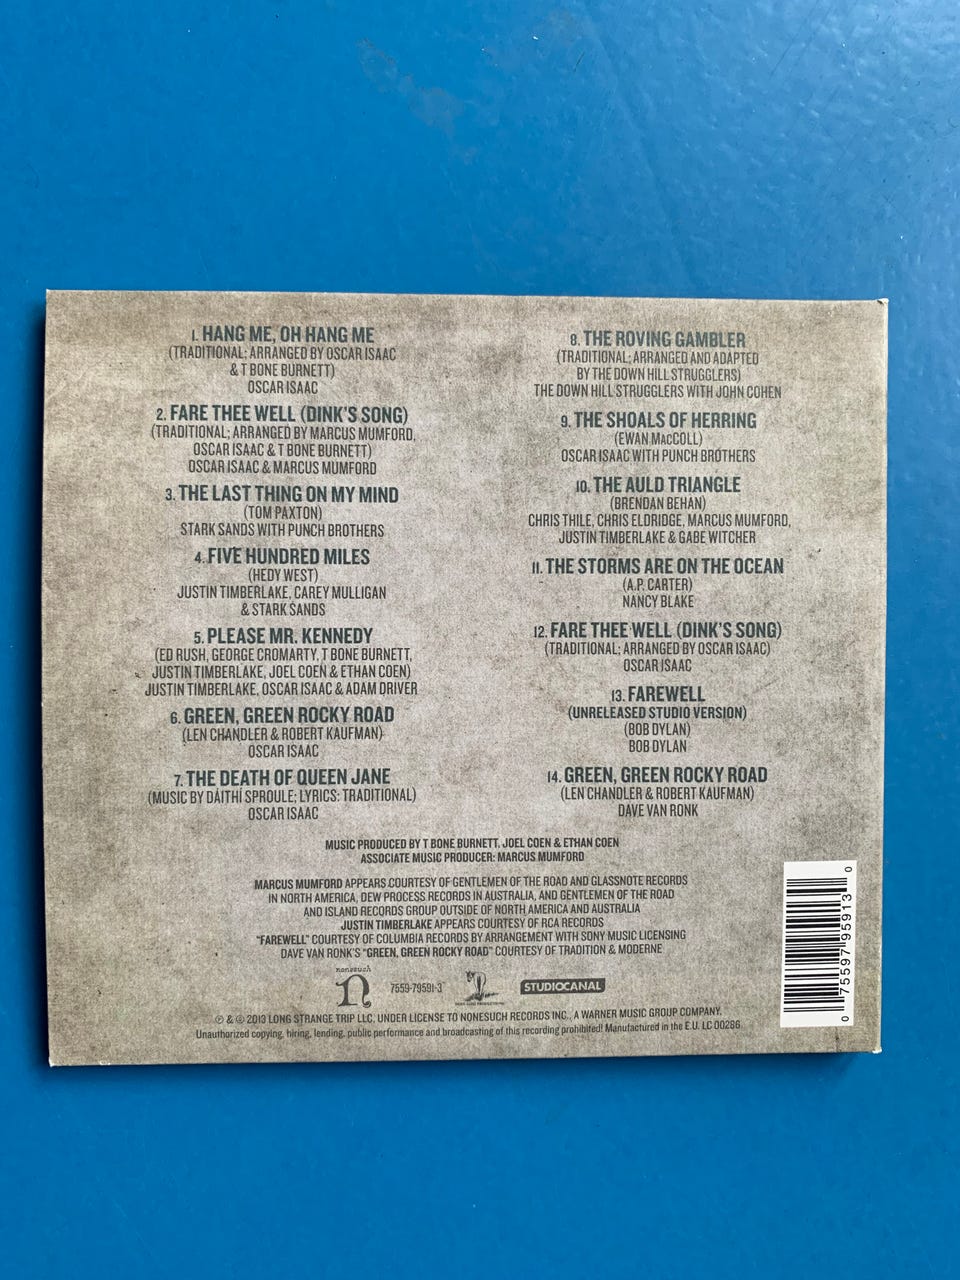 1. HANG ME, OH HANG ME
(TRADITIONAL; ARRANGED BY OSCAR ISAAC
& T BONE BURNETT)
OSCAR ISAAC
2. FARE THEE WELL (DINK'S SONG)
(TRADITIONAL; ARRANGED BY MARCUS MUMFORD,
OSCAR ISAAC & T BONE BURNETT)
OSCAR ISAAC & MARCUS MUMFORD
3. THE LAST THING ON MY MIND
(TOM PAXTON)
STARK SANDS WITH PUNCH BROTHERS
4. FIVE HUNDRED MILES
(HEDY WEST)
JUSTIN TIMBERLAKE, CAREY MULLIGAN
& STARK SANDS
5. PLEASE MR. KENNEDY
(ED RUSH, GEORGE CROMARTY, T BONE BURNETT,
JUSTIN TIMBERLAKE, JOEL COEN & ETHAN COEN)
JUSTIN TIMBERLAKE, OSCAR ISAAC & ADAM DRIVER
6. GREEN, GREEN ROCKY ROAD
(LEN CHANDLER & ROBERT KAUFMAN)
OSCAR ISAAC
7. THE DEATH OF QUEEN JANE
(MUSIC BY DÁITHÍ SPROULE; LYRICS: TRADITIONAL)
OSCAR ISAAC
8. THE ROVING GAMBLER
(TRADITIONAL; ARRANGED AND ADAPTED
BY THE DOWN HILL STRUGGLERS)
THE DOWN HILL STRUGGLERS WITH JOHN COHEN
9. THE SHOALS OF HERRING
(EWAN MacCOLL)
OSCAR ISAAC WITH PUNCH BROTHERS
10. THE AULD TRIANGLE
(BRENDAN BEHAN)
CHRIS THILE, CHRIS ELDRIDGE, MARCUS MUMFORD,
JUSTIN TIMBERLAKE & GABE WITCHER
11. THE STORMS ARE ON THE OCEAN
(A.P. CARTER)
NANCY BLAKE
12. FARE THEE WELL (DINK'S SONG)
(TRADITIONAL; ARRANGED BY OSCAR ISAAC)
OSCAR ISAAC
13. FAREWELL
(UNRELEASED STUDIO VERSION)
(BOB DYLAN)
BOB DYLAN
14. GREEN, GREEN ROCKY ROAD
(LEN CHANDLER & ROBERT KAUFMAN)
DAVE VAN RONK
MUSIC PRODUCED BY T BONE BURNETT, JOEL COEN & ETHAN COEN
ASSOCIATE MUSIC PRODUCER: MARCUS MUMFORD
MARCUS MUMFORD APPEARS COURTESY OF GENTLEMEN OF THE ROAD AND GLASSNOTE RECORDS
IN NORTH AMERICA, DEW PROCESS RECORDS IN AUSTRALIA, AND GENTLEMEN OF THE ROAD
AND ISLAND RECORDS GROUP OUTSIDE OF NORTH AMERICA AND AUSTRALIA
JUSTIN TIMBERLAKE APPEARS COURTESY OF RCA RECORDS
"FAREWELL" COURTESY OF COLUMBIA RECORDS BY ARRANGEMENT WITH SONY MUSIC LICENSING
DAVE VAN RONK'S "GREEN, GREEN ROCKY ROAD" COURTESY OF TRADITION & MODERNE
nonesuch
n
7559-79591-3
STUDIOCANAL
℗ & © 2013 LONG STRANGE TRIP LLC. UNDER LICENSE TO NONESUCH RECORDS INC., A WARNER MUSIC GROUP COMPANY.
Unauthorized copying, hiring, lending, public performance and broadcasting of this recording prohibited! Manufactured in the E.U. LC 00286
0 75597 95913 0